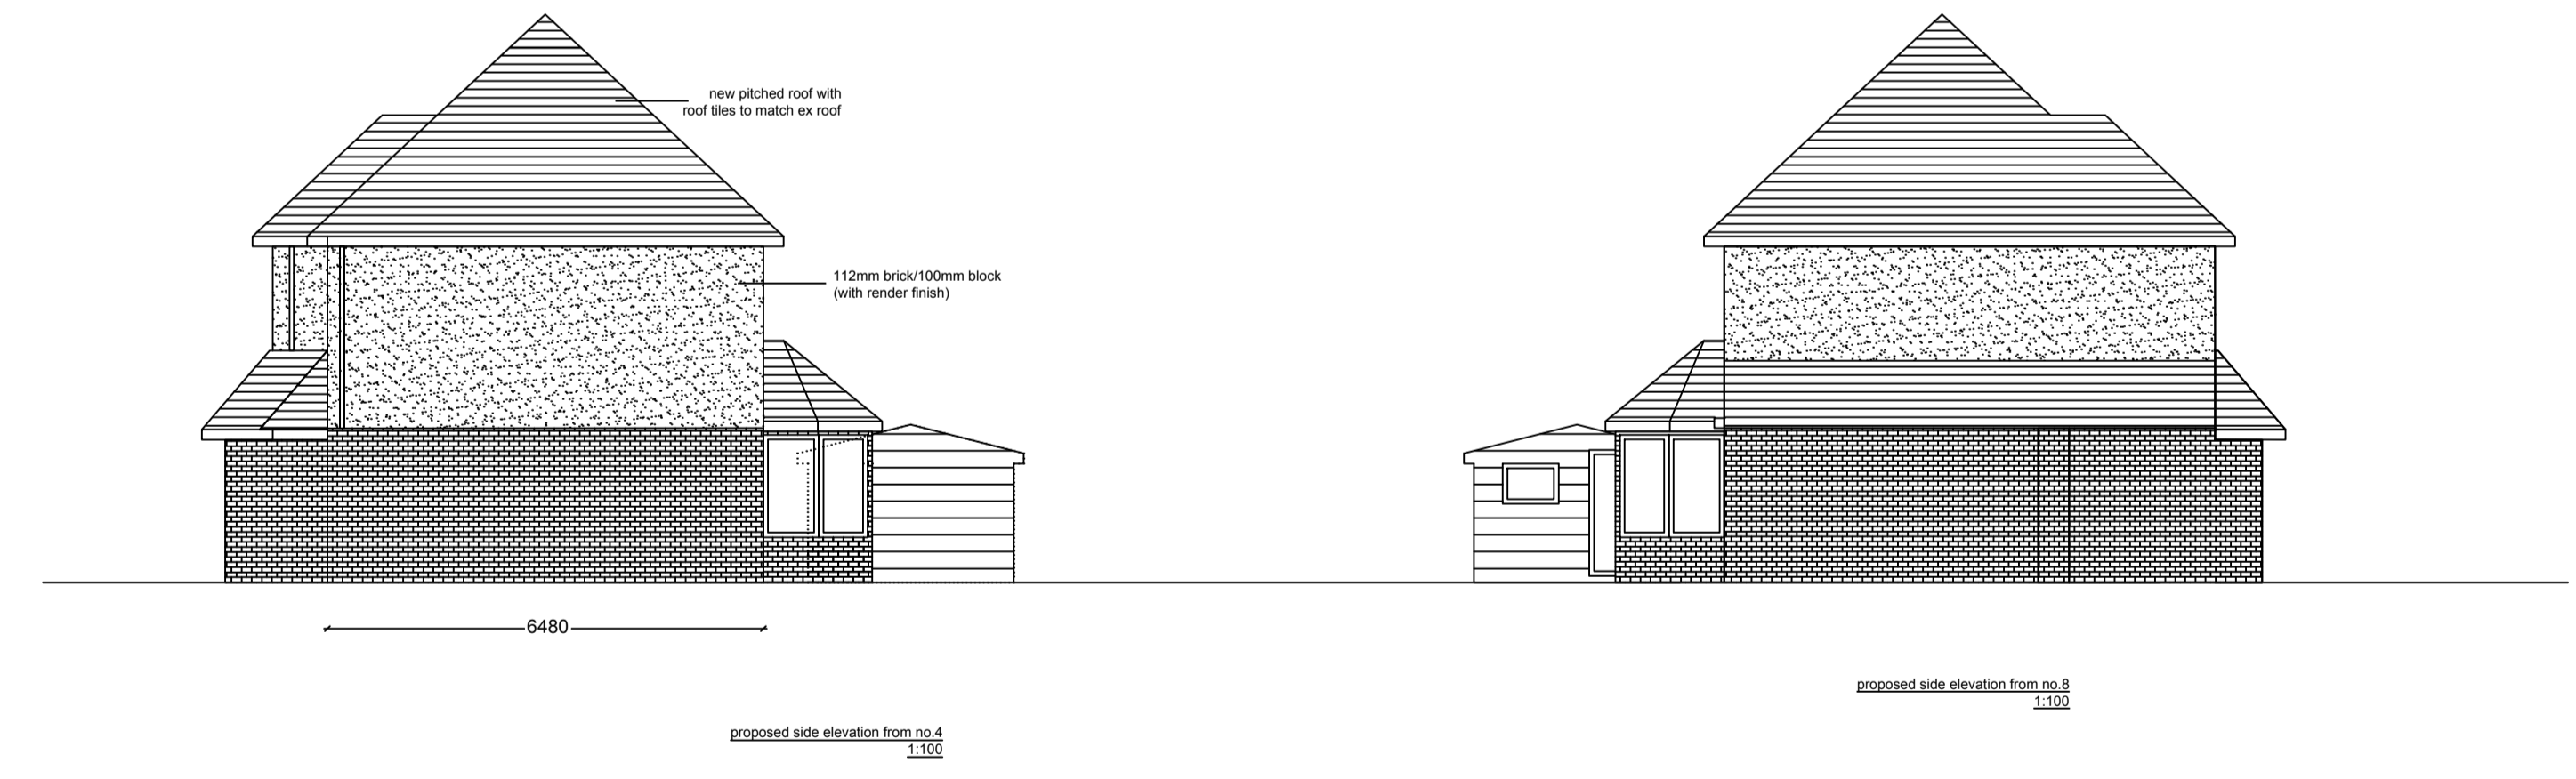 new pitched roof with
roof tiles to match ex roof
112mm brick/100mm block
(with render finish)
6480
proposed side elevation from no.8
1:100
proposed side elevation from no.4
1:100